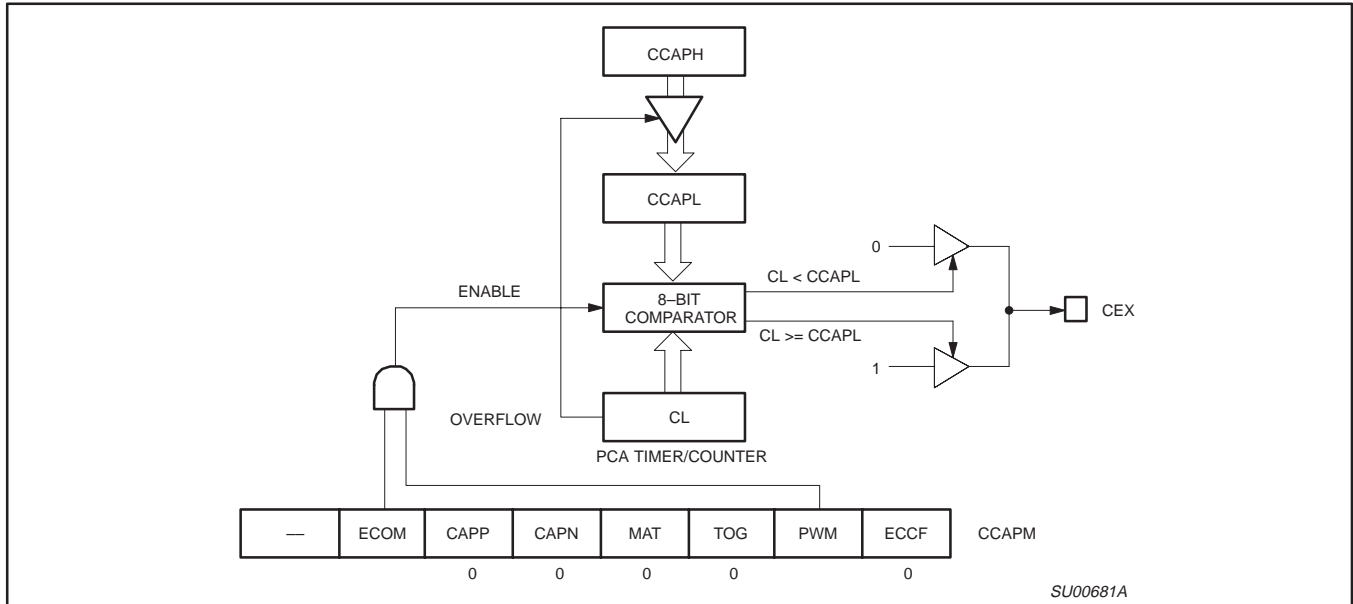 CCAPH
CCAPL
0
CL < CCAPL
ENABLE
8–BIT
COMPARATOR
CEX
CL >= CCAPL
1
OVERFLOW
CL
PCA TIMER/COUNTER
— ECOM CAPP CAPN MAT TOG PWM ECCF CCAPM
0 0 0 0 0
SU00681A